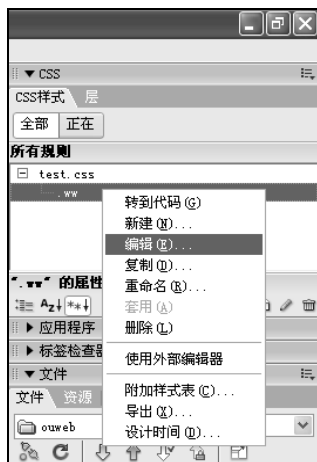 CSS
CSS样式 层
全部 正在
所有规则
test.css
.ww
转到代码(G)
新建(N)...
编辑(E)...
复制(D)...
重命名(R)...
套用(A)
删除(L)
使用外部编辑器
附加样式表(C)...
导出(X)...
设计时间(D)...
".ww" 的属性
应用程序
标签检查器
文件
文件 资源
ouweb